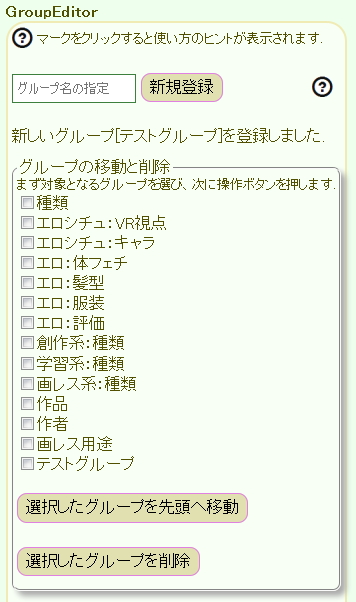 GroupEditor
? マークをクリックすると使い方のヒントが表示されます.
グループ名の指定 新規登録 ?
新しいグループ[テストグループ]を登録しました.
グループの移動と削除
まず対象となるグループを選び、次に操作ボタンを押します.
種類
エロシチュ：VR視点
エロシチュ：キャラ
エロ：体フェチ
エロ：髪型
エロ：服装
エロ：評価
創作系：種類
学習系：種類
画レス系：種類
作品
作者
画レス用途
テストグループ
選択したグループを先頭へ移動
選択したグループを削除